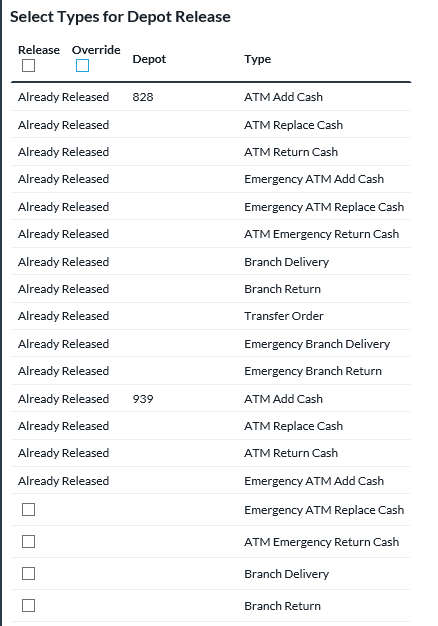 Select Types for Depot Release
Release Override Depot Type
Already Released 828 ATM Add Cash
Already Released ATM Replace Cash
Already Released ATM Return Cash
Already Released Emergency ATM Add Cash
Already Released Emergency ATM Replace Cash
Already Released ATM Emergency Return Cash
Already Released Branch Delivery
Already Released Branch Return
Already Released Transfer Order
Already Released Emergency Branch Delivery
Already Released Emergency Branch Return
Already Released 939 ATM Add Cash
Already Released ATM Replace Cash
Already Released ATM Return Cash
Already Released Emergency ATM Add Cash
Emergency ATM Replace Cash
ATM Emergency Return Cash
Branch Delivery
Branch Return